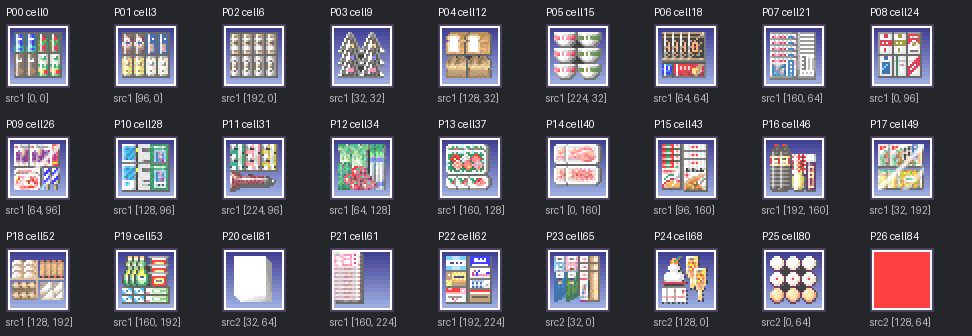 P00 cell0 P01 cell3 P02 cell6 P03 cell9 P04 cell12 P05 cell15 P06 cell18 P07 cell21 P08 cell24
src1 [0, 0] src1 [96, 0] src1 [192, 0] src1 [32, 32] src1 [128, 32] src1 [224, 32] src1 [64, 64] src1 [160, 64] src1 [0, 96]
P09 cell26 P10 cell28 P11 cell31 P12 cell34 P13 cell37 P14 cell40 P15 cell43 P16 cell46 P17 cell49
src1 [64, 96] src1 [128, 96] src1 [224, 96] src1 [64, 128] src1 [160, 128] src1 [0, 160] src1 [96, 160] src1 [192, 160] src1 [32, 192]
P18 cell52 P19 cell53 P20 cell81 P21 cell61 P22 cell62 P23 cell65 P24 cell68 P25 cell80 P26 cell84
src1 [128, 192] src1 [160, 192] src2 [32, 64] src1 [160, 224] src1 [192, 224] src2 [32, 0] src2 [128, 0] src2 [0, 64] src2 [128, 64]